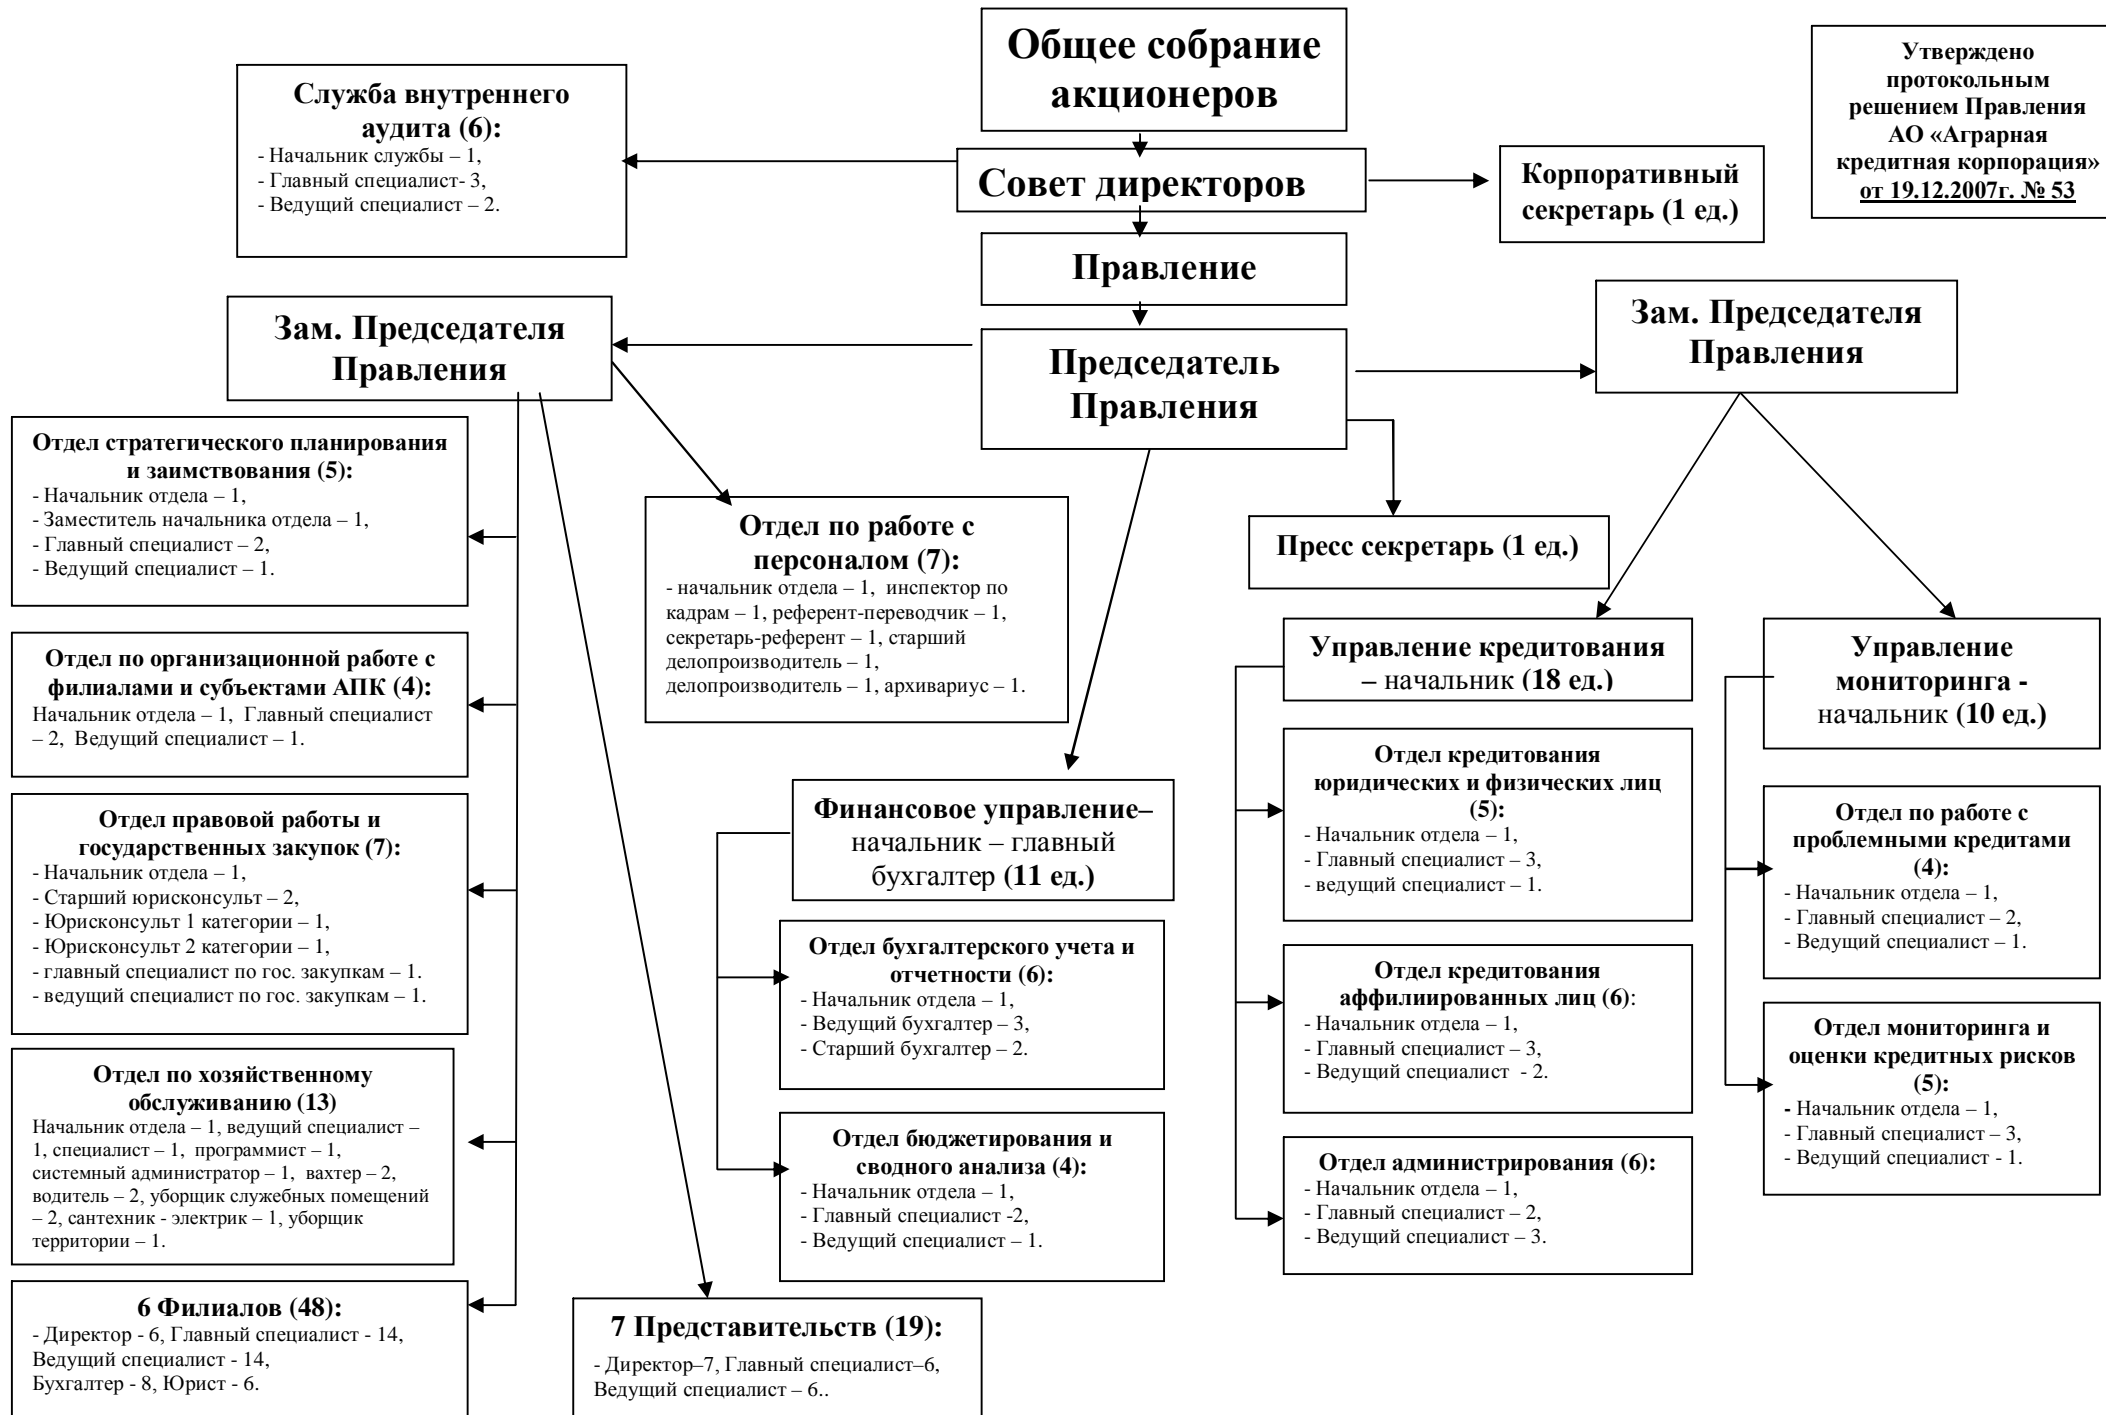 Общее собрание
акционеров
Утверждено
протокольным
решением Правления
АО «Аграрная
кредитная корпорация»
от 19.12.2007г. № 53
Служба внутреннего
аудита (6):
- Начальник службы – 1,
- Главный специалист- 3,
- Ведущий специалист – 2.
Совет директоров
Корпоративный
секретарь (1 ед.)
Правление
Зам. Председателя
Правления
Председатель
Правления
Зам. Председателя
Правления
Отдел стратегического планирования
и заимствования (5):
- Начальник отдела – 1,
- Заместитель начальника отдела – 1,
- Главный специалист – 2,
- Ведущий специалист – 1.
Отдел по работе с
персоналом (7):
- начальник отдела – 1,  инспектор по
кадрам – 1, референт-переводчик – 1,
секретарь-референт – 1, старший
делопроизводитель – 1,
делопроизводитель – 1, архивариус – 1.
Пресс секретарь (1 ед.)
Отдел по организационной работе с
филиалами и субъектами АПК (4):
Начальник отдела – 1,  Главный специалист
– 2,  Ведущий специалист – 1.
Управление кредитования
– начальник (18 ед.)
Управление
мониторинга -
начальник (10 ед.)
Отдел правовой работы и
государственных закупок (7):
- Начальник отдела – 1,
- Старший юрисконсульт – 2,
- Юрисконсульт 1 категории – 1,
- Юрисконсульт 2 категории – 1,
- главный специалист по гос. закупкам – 1.
- ведущий специалист по гос. закупкам – 1.
Финансовое управление–
начальник – главный
бухгалтер (11 ед.)
Отдел кредитования
юридических и физических лиц
(5):
- Начальник отдела – 1,
- Главный специалист – 3,
- ведущий специалист – 1.
Отдел по работе с
проблемными кредитами
(4):
- Начальник отдела – 1,
- Главный специалист – 2,
- Ведущий специалист – 1.
Отдел бухгалтерского учета и
отчетности (6):
- Начальник отдела – 1,
- Ведущий бухгалтер – 3,
- Старший бухгалтер – 2.
Отдел кредитования
аффилиированных лиц (6):
- Начальник отдела – 1,
- Главный специалист – 3,
- Ведущий специалист  - 2.
Отдел мониторинга и
оценки кредитных рисков
(5):
- Начальник отдела – 1,
- Главный специалист – 3,
- Ведущий специалист - 1.
Отдел по хозяйственному
обслуживанию (13)
Начальник отдела – 1, ведущий специалист –
1, специалист – 1,  программист – 1,
системный администратор – 1,  вахтер – 2,
водитель – 2, уборщик служебных помещений
– 2, сантехник - электрик – 1, уборщик
территории – 1.
Отдел бюджетирования и
сводного анализа (4):
- Начальник отдела – 1,
- Главный специалист -2,
- Ведущий специалист – 1.
Отдел администрирования (6):
- Начальник отдела – 1,
- Главный специалист – 2,
- Ведущий специалист – 3.
6 Филиалов (48):
- Директор - 6, Главный специалист - 14,
Ведущий специалист - 14,
Бухгалтер - 8, Юрист - 6.
7 Представительств (19):
- Директор–7, Главный специалист–6,
Ведущий специалист – 6..